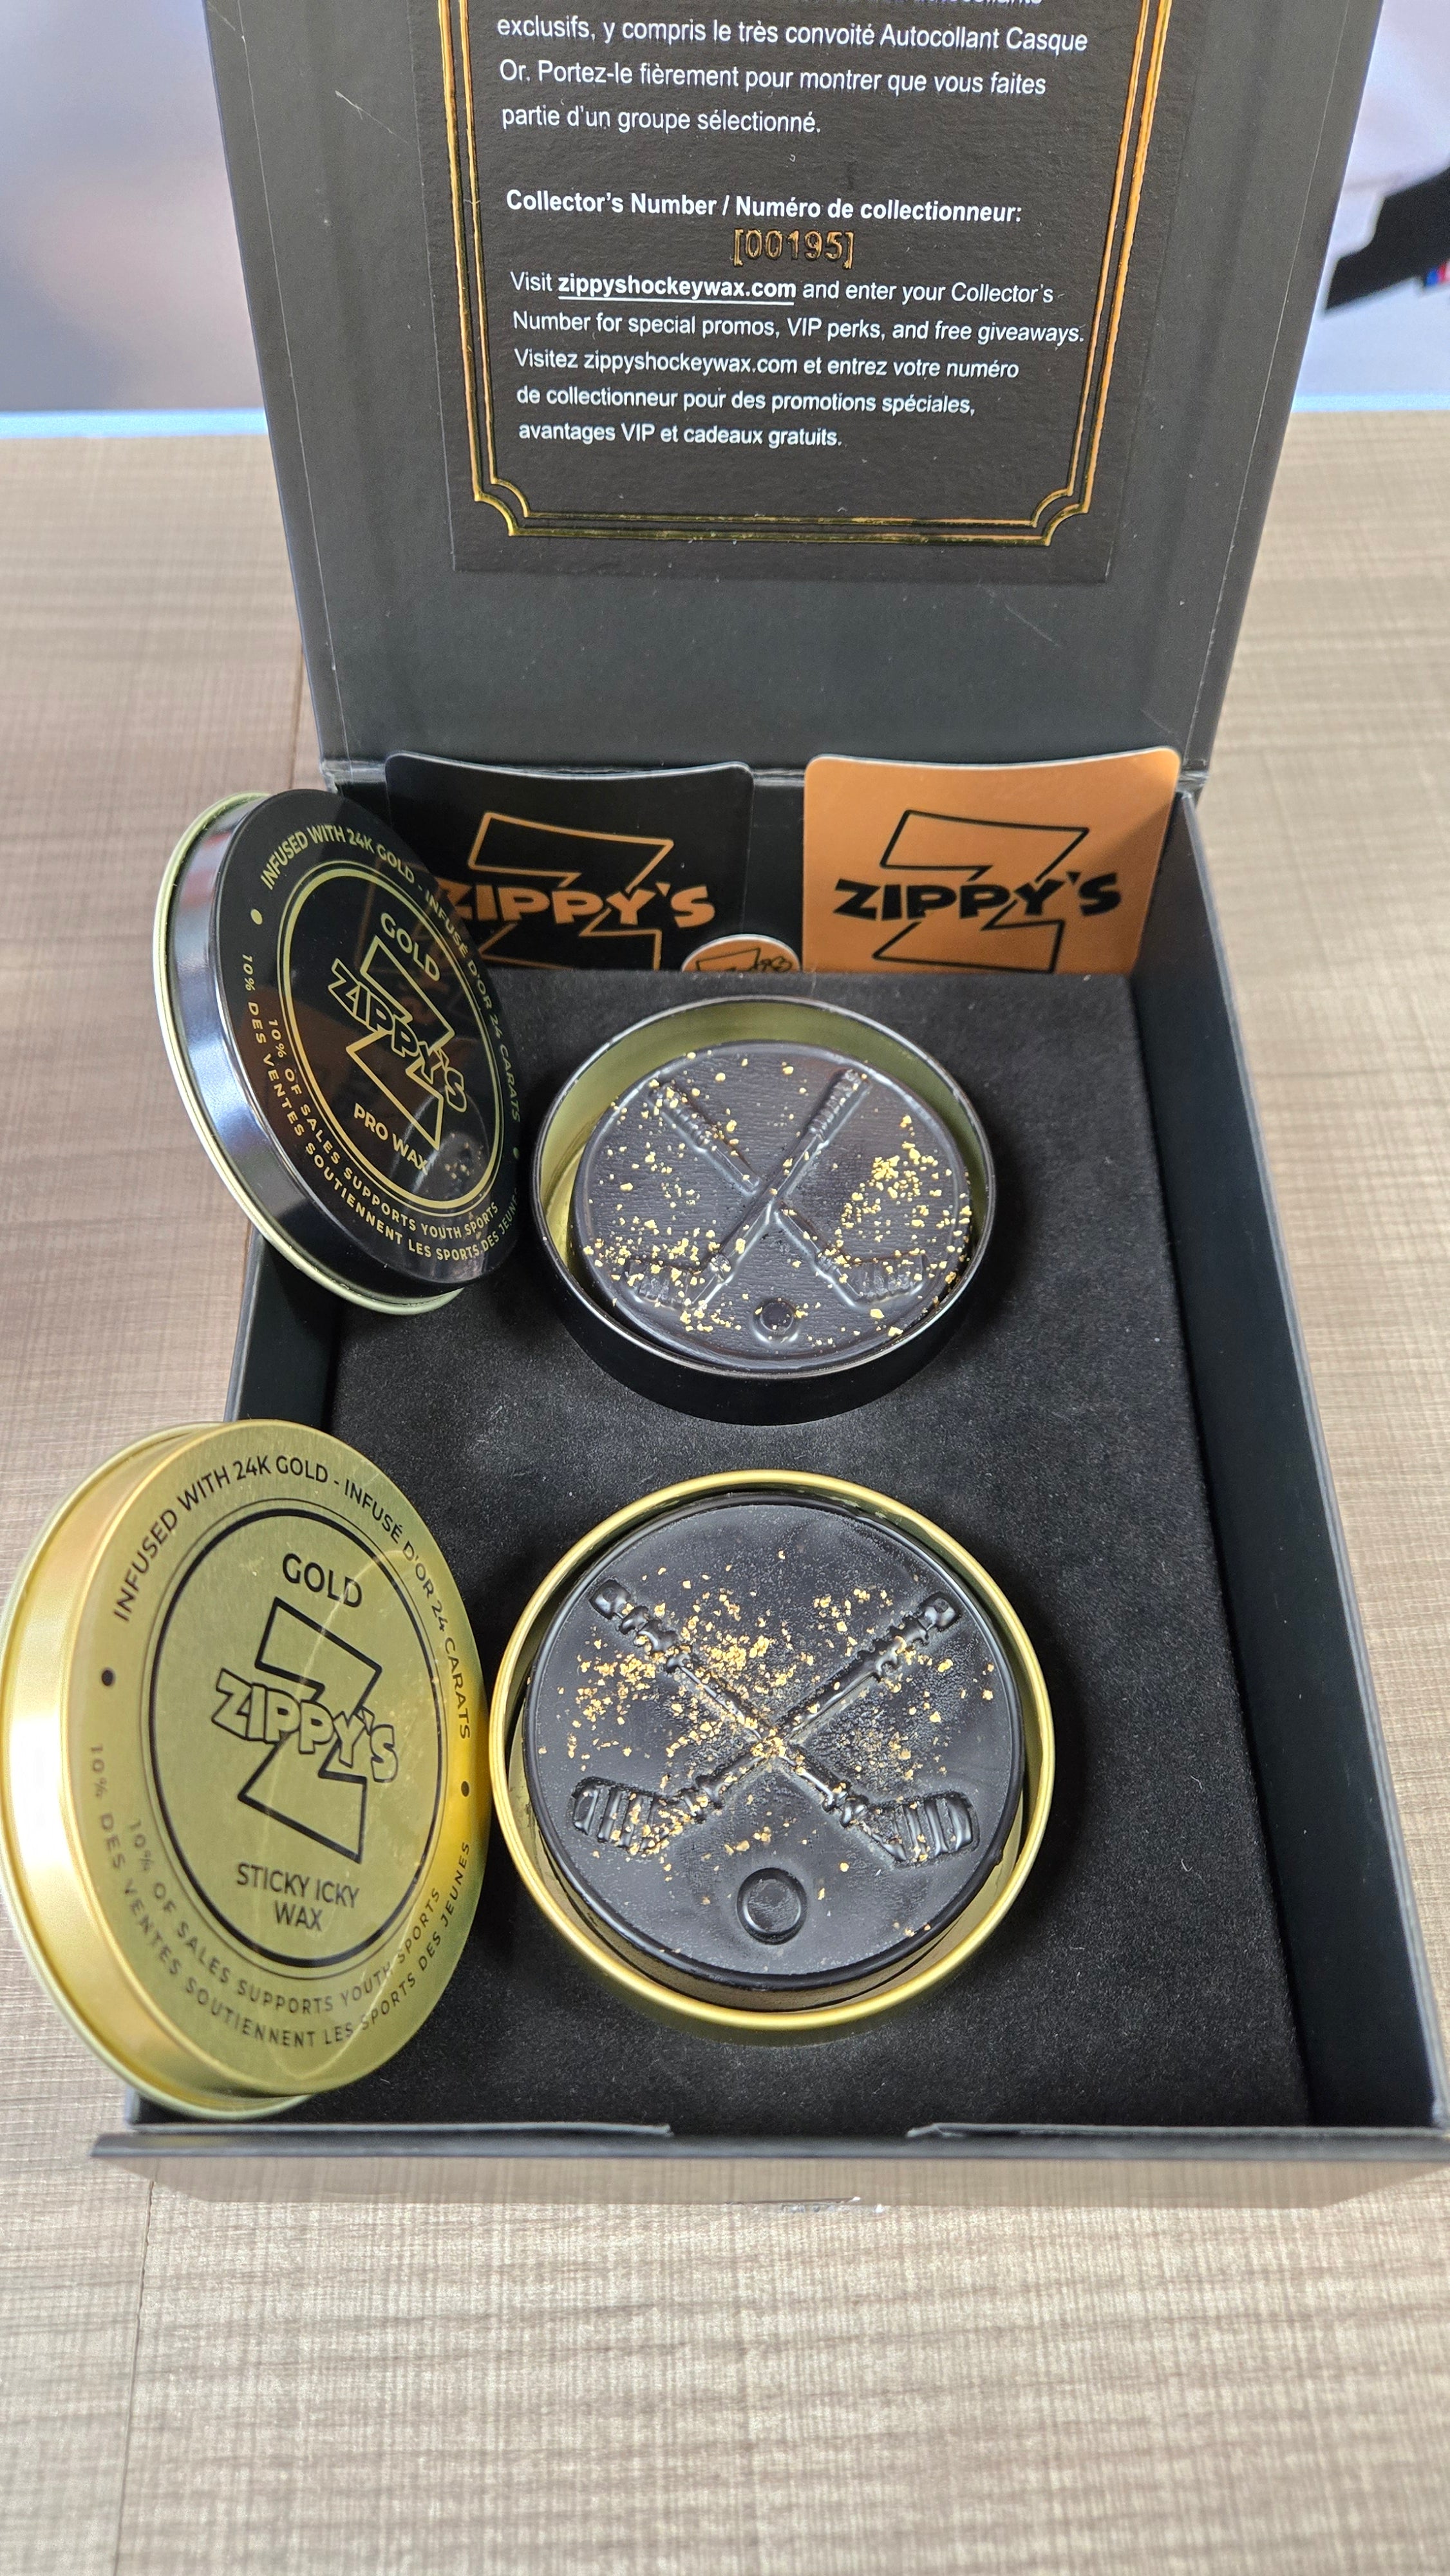 exclusifs, y compris le très convoité Autocollant Casque
Or. Portez-le fièrement pour montrer que vous faites
partie d'un groupe sélectionné.
Collector's Number / Numéro de collectionneur:
[00195]
Visit zippyshockeywax.com and enter your Collector's
Number for special promos, VIP perks, and free giveaways.
Visitez zippyshockeywax.com et entrez votre numéro
de collectionneur pour des promotions spéciales,
avantages VIP et cadeaux gratuits.
ZIPPY'S
ZIPPY'S
INFUSED WITH 24K GOLD - INFUSÉ D'OR 24 CARATS
GOLD
ZIPPY'S
PRO WAX
10% OF SALES SUPPORTS YOUTH SPORTS
10% DES VENTES SOUTIENNENT LES SPORTS DES JEUNES
INFUSED WITH 24K GOLD - INFUSÉ D'OR 24 CARATS
GOLD
ZIPPY'S
STICKY ICKY
WAX
10% OF SALES SUPPORTS YOUTH SPORTS
10% DES VENTES SOUTIENNENT LES SPORTS DES JEUNES